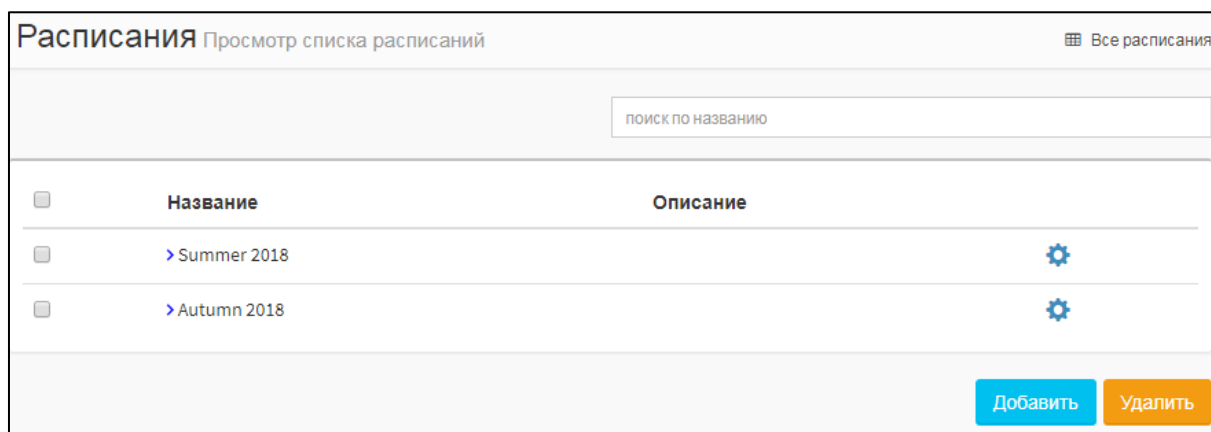 Расписания Просмотр списка расписаний Все расписания
поиск по названию
Название Описание
Summer 2018
Autumn 2018
Добавить Удалить